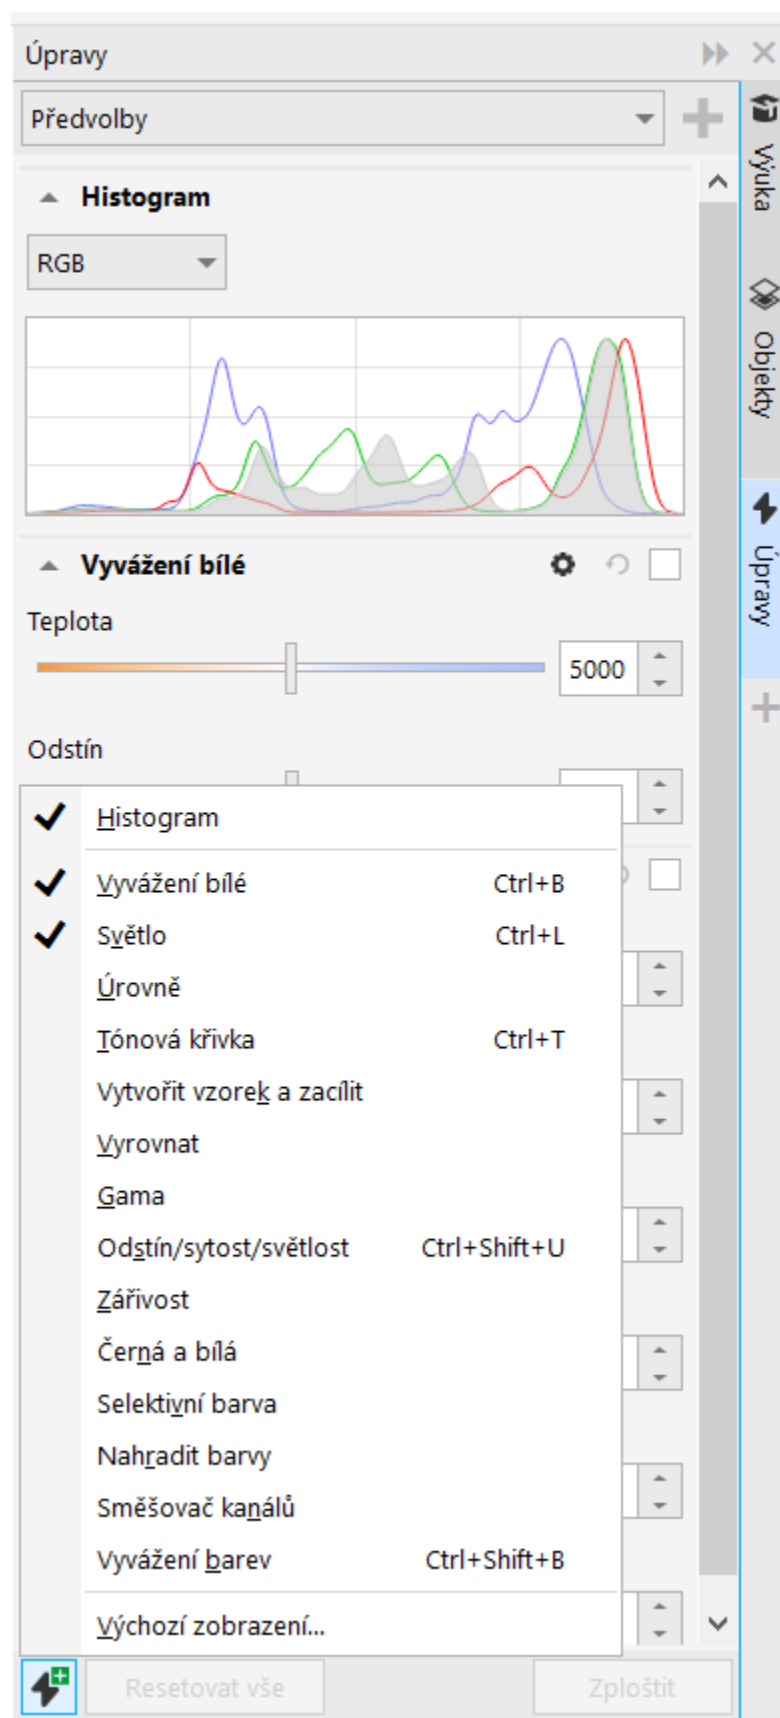 Úpravy
Předvolby
Histogram
RGB
Vyvážení bílé
Teplota
5000
Odstín
Histogram
Vyvážení bílé Ctrl+B
Světlo Ctrl+L
Úrovně
Tónová křivka Ctrl+T
Vytvořit vzorek a zacílit
Vyrovnat
Gama
Odstín/sytost/světlost Ctrl+Shift+U
Zářivost
Černá a bílá
Selektivní barva
Nahradit barvy
Směšovač kanálů
Vyvážení barev Ctrl+Shift+B
Výchozí zobrazení...
Resetovat vše
Zploštit
Výuka
Objekty
Úpravy